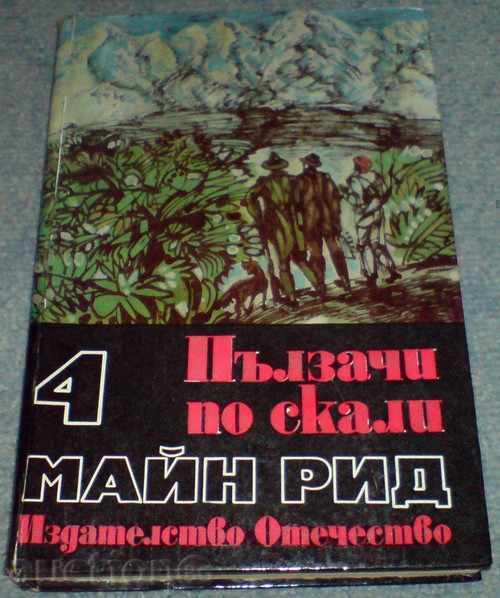 4 Пълзачи
по скали
МАЙН РИД
Издателство Отечество